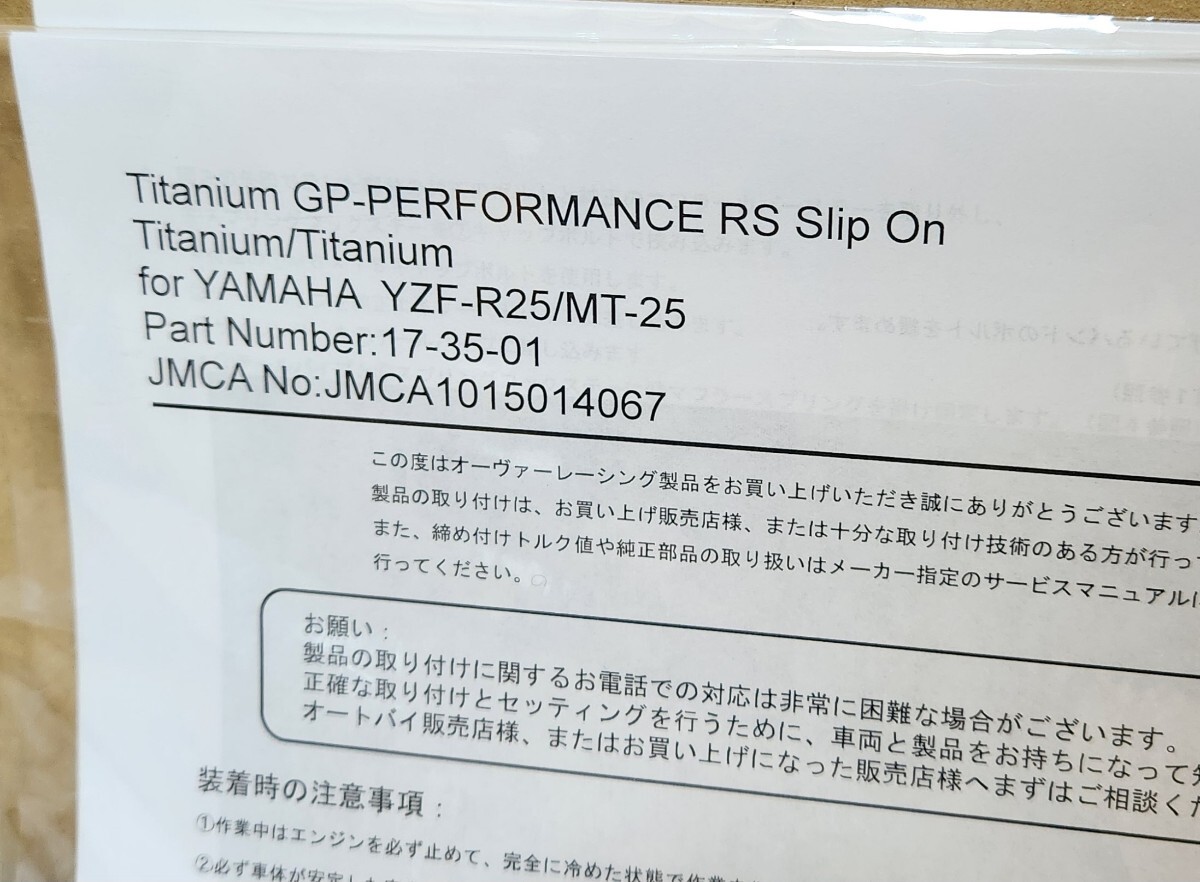 Titanium GP-PERFORMANCE RS Slip On
Titanium/Titanium
for YAMAHA YZF-R25/MT-25
Part Number:17-35-01
JMCA No:JMCA1015014067
この度はオーヴァーレーシング製品をお買い上げいただき誠にありがとうございます
製品の取り付けは、お買い上げ販売店様、または十分な取り付け技術のある方が行っ
また、締め付けトルク値や純正部品の取り扱いはメーカー指定のサービスマニュアルに
行ってください。
お願い:
製品の取り付けに関するお電話での対応は非常に困難な場合がございます。
正確な取り付けとセッティングを行うために、車両と製品をお持ちになって
オートバイ販売店様、またはお買い上げになった販売店様へまずはご相談くだ
装着時の注意事項:
①作業中はエンジンを必ず止めて、完全に冷めた状態で作業
②必ず車体が安定した